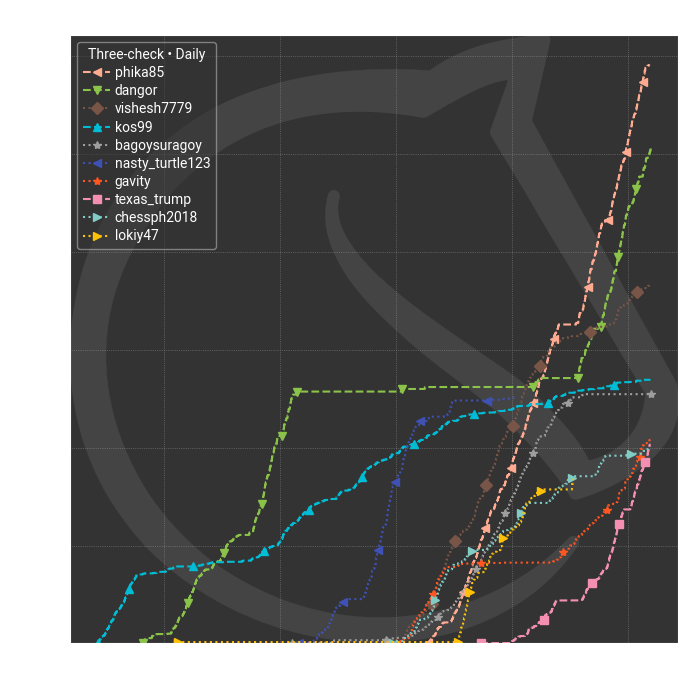 Three-check • Daily
phika85
dangor
vishesh7779
kos99
bagoysuragoy
nasty_turtle123
gavity
texas_trump
chessph2018
lokiy47